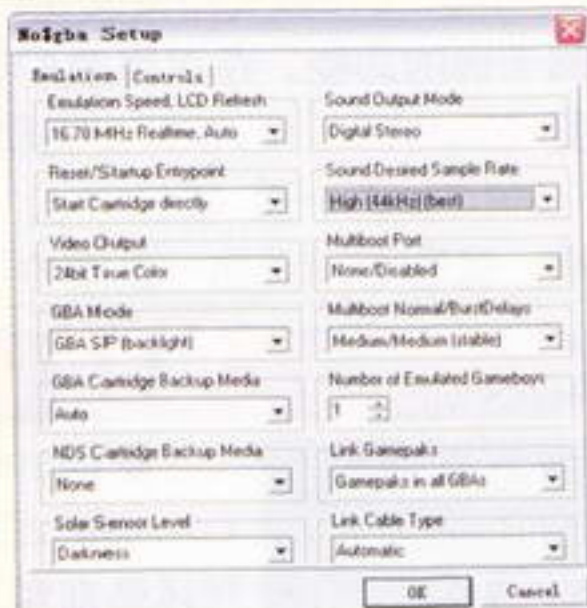 No$gba Setup
Emulation
Controls
Emulation Speed, LCD Refresh
16.78 MHz Realtime, Auto
Reset/Startup Entrypoint
Start Cartridge directly
Video Output
24bit True Color
GBA Mode
GBA SP (backlight)
GBA Cartridge Backup Media
Auto
NDS Cartridge Backup Media
None
Solar Sensor Level
Darkness
Sound Output Mode
Digital Stereo
Sound Desired Sample Rate
High (44kHz) (best)
Multiboot Port
None/Disabled
Multiboot Normal/BurstDelays
Medium/Medium (stable)
Number of Emulated Gameboys
1
Link Gamepaks
Gamepaks in all GBAs
Link Cable Type
Automatic
OK
Cancel